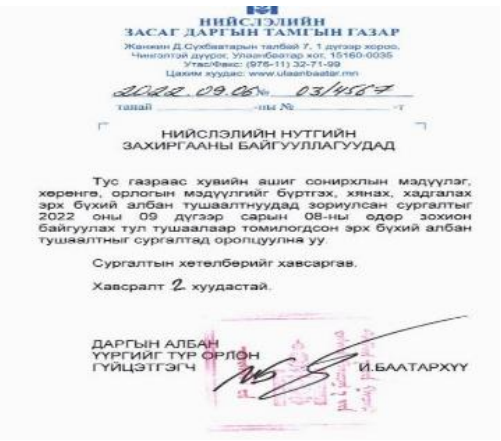 НИЙСЛЭЛИЙН
ЗАСАГ ДАРГЫН ТАМГЫН ГАЗАР
Жанжин Д.Сүхбаатарын талбай 7, 1 дүгээр хороо,
Чингэлтэй дүүрэг, Улаанбаатар хот, 15160-0035
Утас/Факс: (976-11) 32-71-99
Цахим хуудас: www.ulaanbaatar.mn
2022.09.06 № 03/4567
танай -ны № -т
НИЙСЛЭЛИЙН НУТГИЙН
ЗАХИРГААНЫ БАЙГУУЛЛАГУУДАД
Тус газраас хувийн ашиг сонирхлын мэдүүлэг,
хөрөнгө, орлогын мэдүүлгийг бүртгэх, хянах, хадгалах
эрх бүхий албан тушаалтнуудад зориулсан сургалтыг
2022 оны 09 дүгээр сарын 08-ны өдөр зохион
байгуулах тул тушаалаар томилогдсон эрх бүхий албан
тушаалтныг сургалтад оролцуулна уу.
Сургалтын хөтөлбөрийг хавсаргав.
Хавсралт 2 хуудастай.
ДАРГЫН АЛБАН
ҮҮРГИЙГ ТҮР ОРЛОН
ГҮЙЦЭТГЭГЧ И.БААТАРХҮҮ